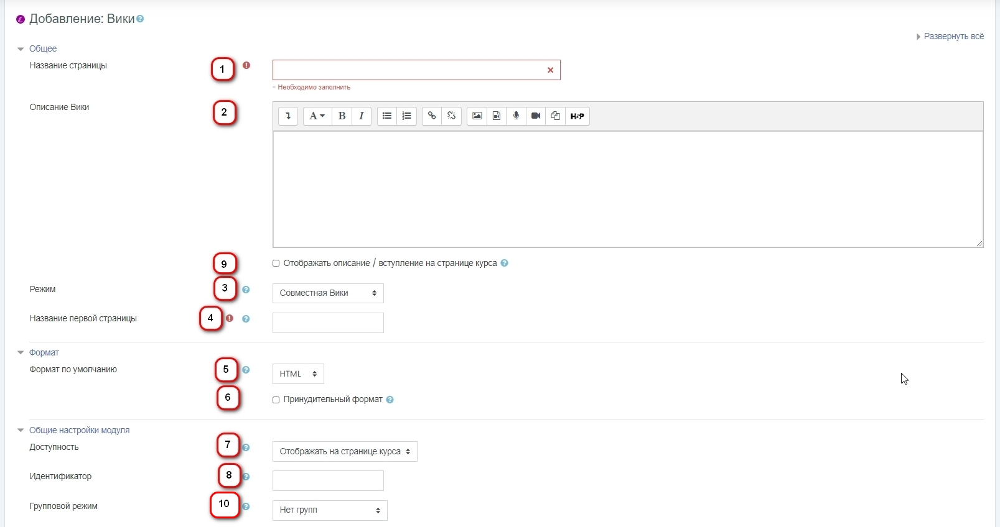 Добавление: Вики
Развернуть всё
Общее
Название страницы
1
- Необходимо заполнить
Описание Вики
2
A B I H5P
9
Отображать описание / вступление на странице курса
Режим
3
Совместная Вики
Название первой страницы
4
Формат
Формат по умолчанию
5
HTML
6
Принудительный формат
Общие настройки модуля
Доступность
7
Отображать на странице курса
Идентификатор
8
Групповой режим
10
Нет групп